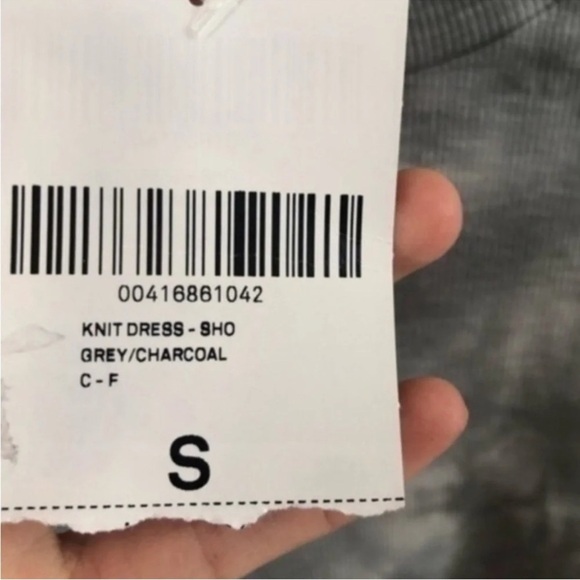 00416861042
KNIT DRESS - SHO
GREY/CHARCOAL
C - F
S